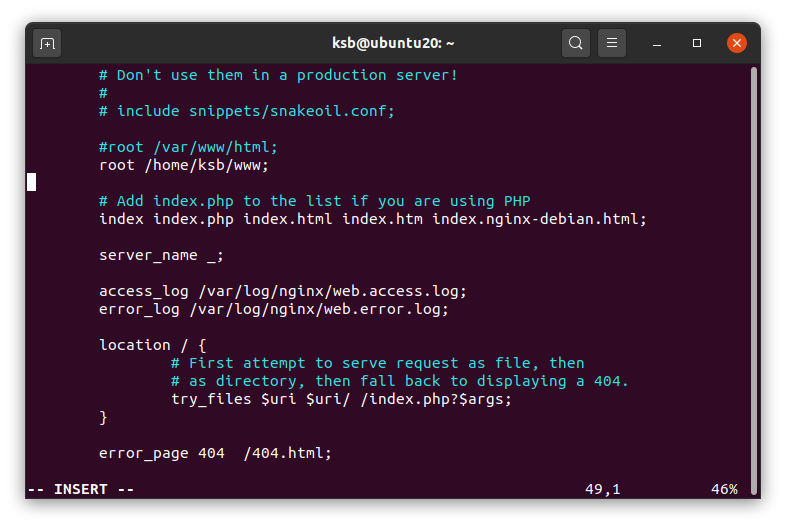 ksb@ubuntu20: ~
# Don't use them in a production server!
#
# include snippets/snakeoil.conf;
#root /var/www/html;
root /home/ksb/www;
# Add index.php to the list if you are using PHP
index index.php index.html index.htm index.nginx-debian.html;
server_name _;
access_log /var/log/nginx/web.access.log;
error_log /var/log/nginx/web.error.log;
location / {
# First attempt to serve request as file, then
# as directory, then fall back to displaying a 404.
try_files $uri $uri/ /index.php?$args;
}
error_page 404  /404.html;
-- INSERT -- 49,1 46%